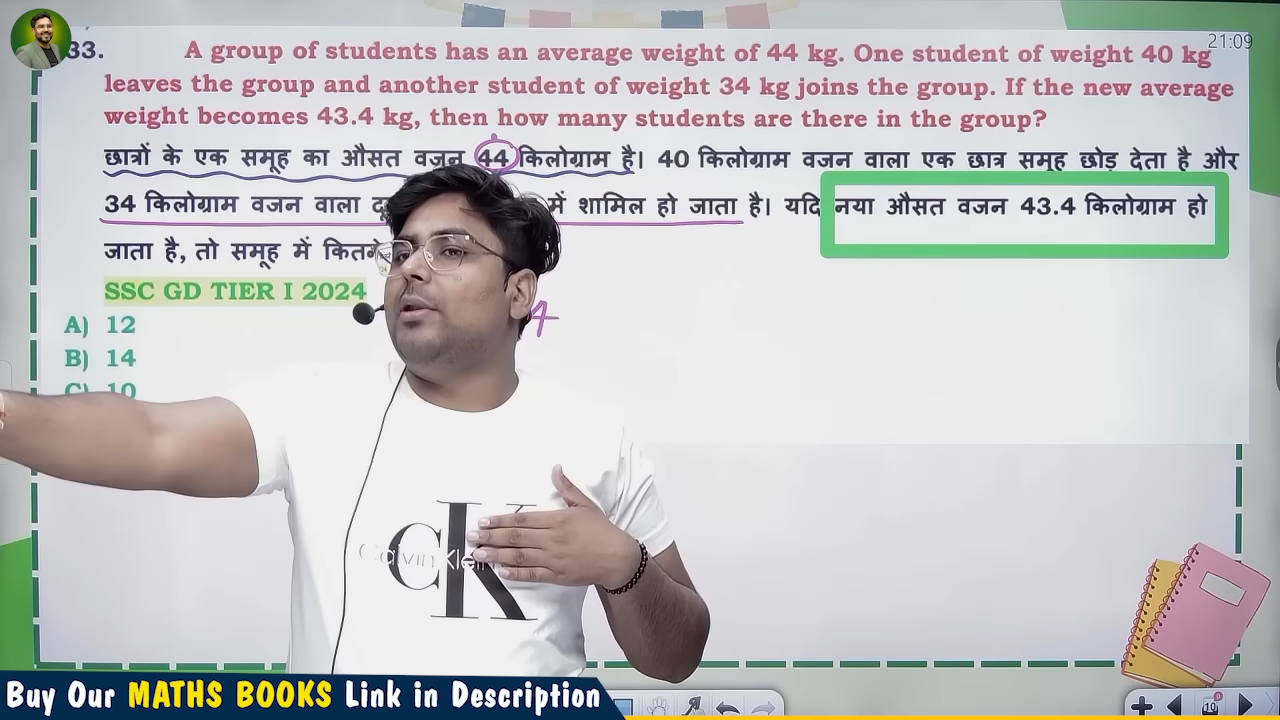 21:09
33. A group of students has an average weight of 44 kg. One student of weight 40 kg
leaves the group and another student of weight 34 kg joins the group. If the new average
weight becomes 43.4 kg, then how many students are there in the group?
छात्रों के एक समूह का औसत वजन 44 किलोग्राम है। 40 किलोग्राम वजन वाला एक छात्र समूह छोड़ देता है और
34 किलोग्राम वजन वाला में शामिल हो जाता है। यदि नया औसत वजन 43.4 किलोग्राम हो
जाता है, तो समूह में
SSC GD TIER I 2024
A) 12
B) 14
C) 10
4
Calvin Klein
CK
Buy Our MATHS BOOKS Link in Description
10